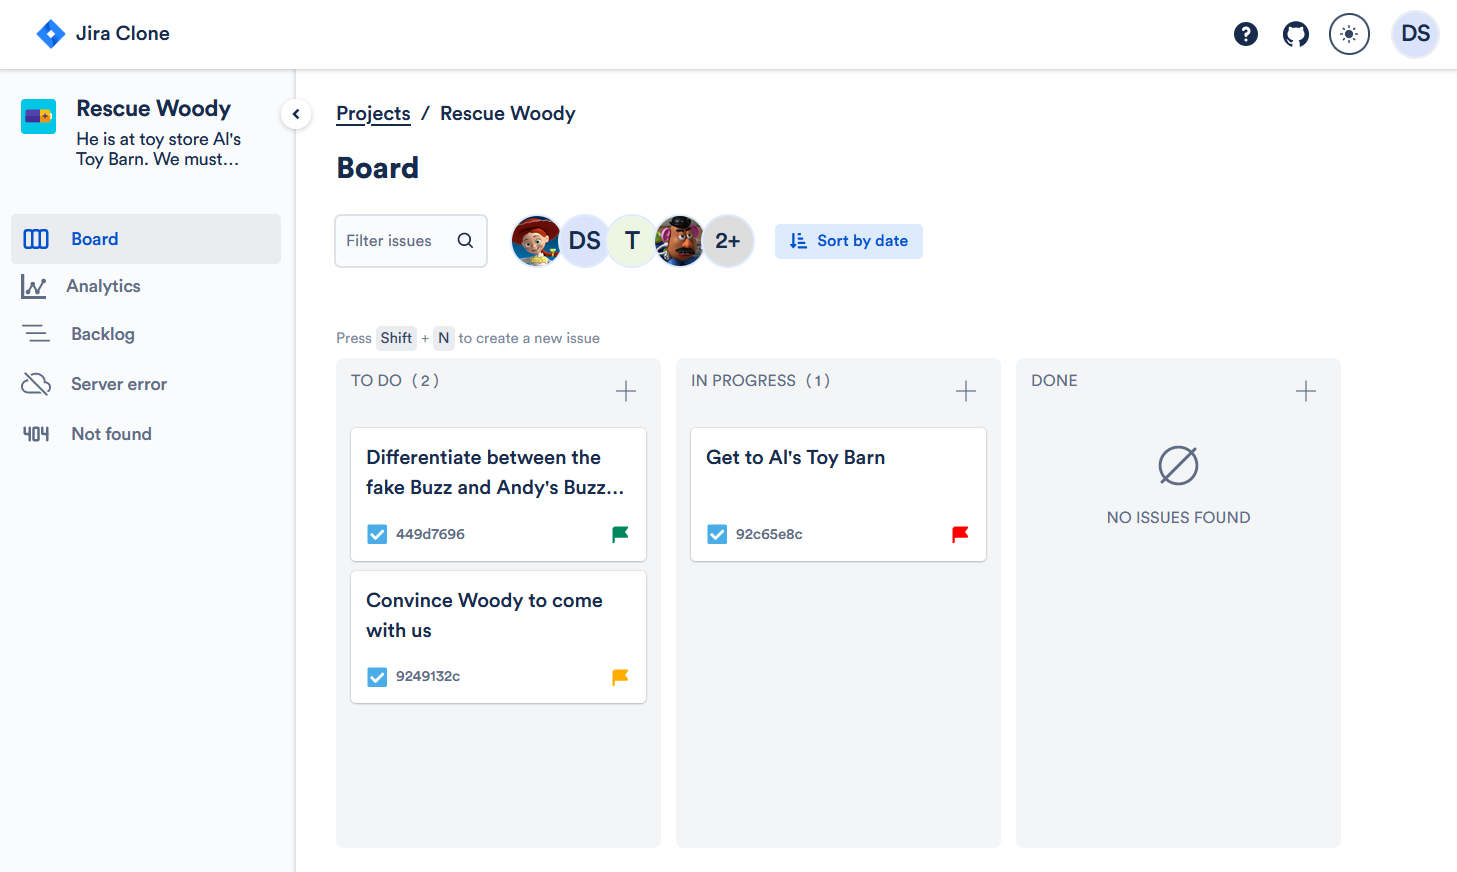 Jira Clone
DS
Rescue Woody
He is at toy store Al's
Toy Barn. We must...
Board
Analytics
Backlog
Server error
404 Not found
Projects / Rescue Woody
Board
Filter issues
DS
T
2+
Sort by date
Press Shift + N to create a new issue
TO DO (2)
Differentiate between the
fake Buzz and Andy's Buzz...
449d7696
Convince Woody to come
with us
9249132c
IN PROGRESS (1)
Get to Al's Toy Barn
92c65e8c
DONE
NO ISSUES FOUND